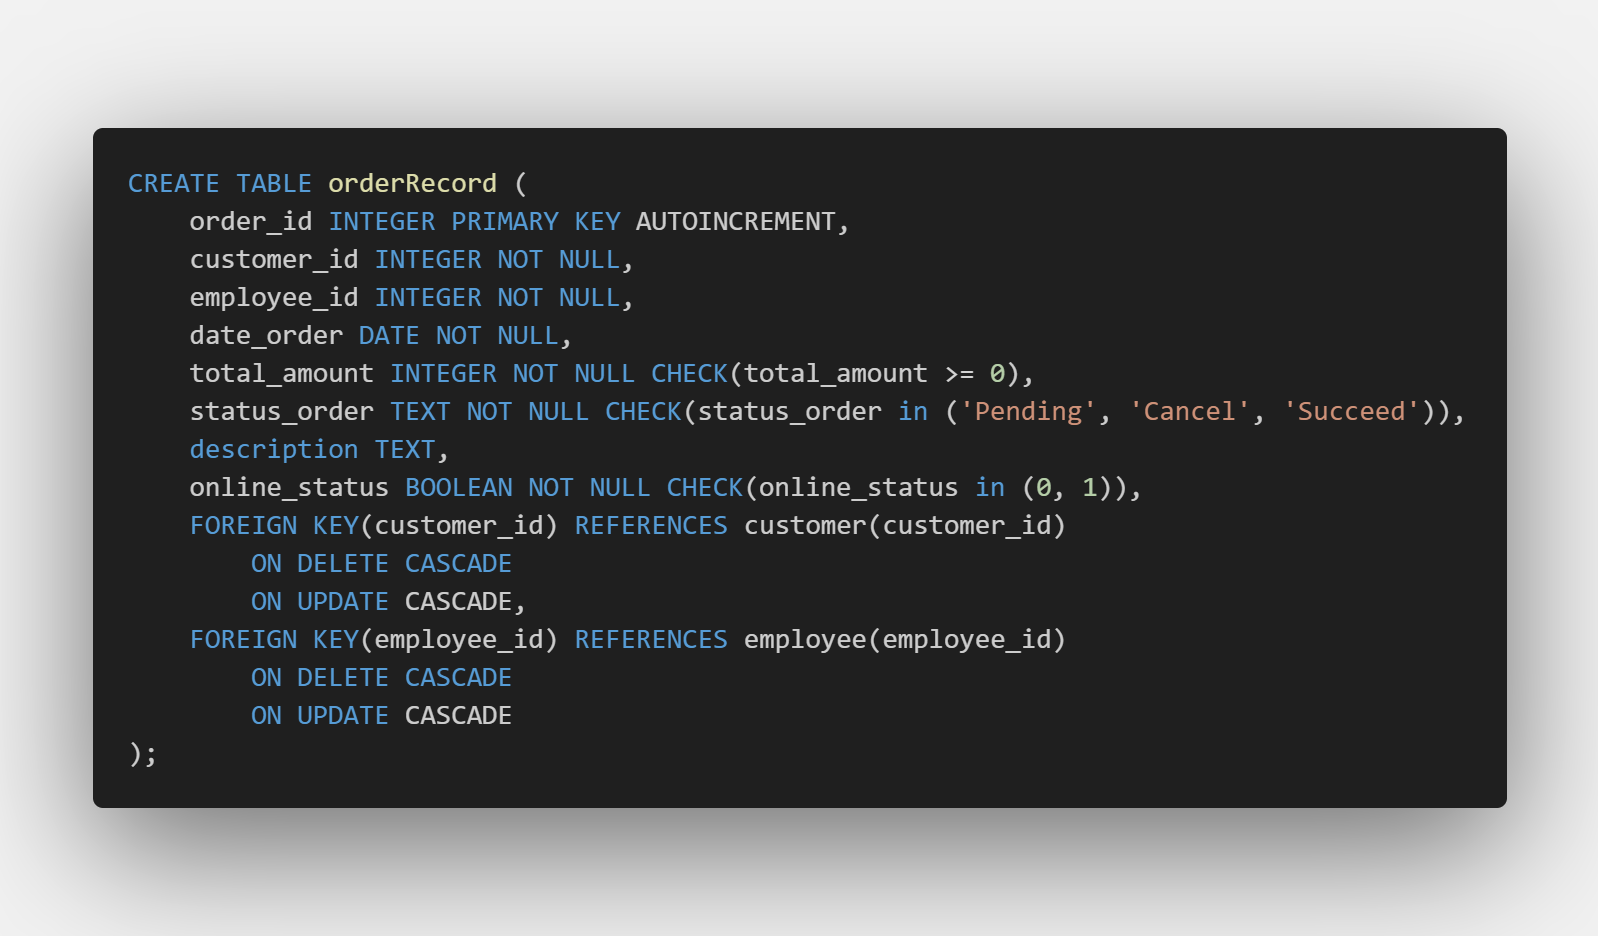 CREATE TABLE orderRecord (
    order_id INTEGER PRIMARY KEY AUTOINCREMENT,
    customer_id INTEGER NOT NULL,
    employee_id INTEGER NOT NULL,
    date_order DATE NOT NULL,
    total_amount INTEGER NOT NULL CHECK(total_amount >= 0),
    status_order TEXT NOT NULL CHECK(status_order in ('Pending', 'Cancel', 'Succeed')),
    description TEXT,
    online_status BOOLEAN NOT NULL CHECK(online_status in (0, 1)),
    FOREIGN KEY(customer_id) REFERENCES customer(customer_id)
        ON DELETE CASCADE
        ON UPDATE CASCADE,
    FOREIGN KEY(employee_id) REFERENCES employee(employee_id)
        ON DELETE CASCADE
        ON UPDATE CASCADE
);